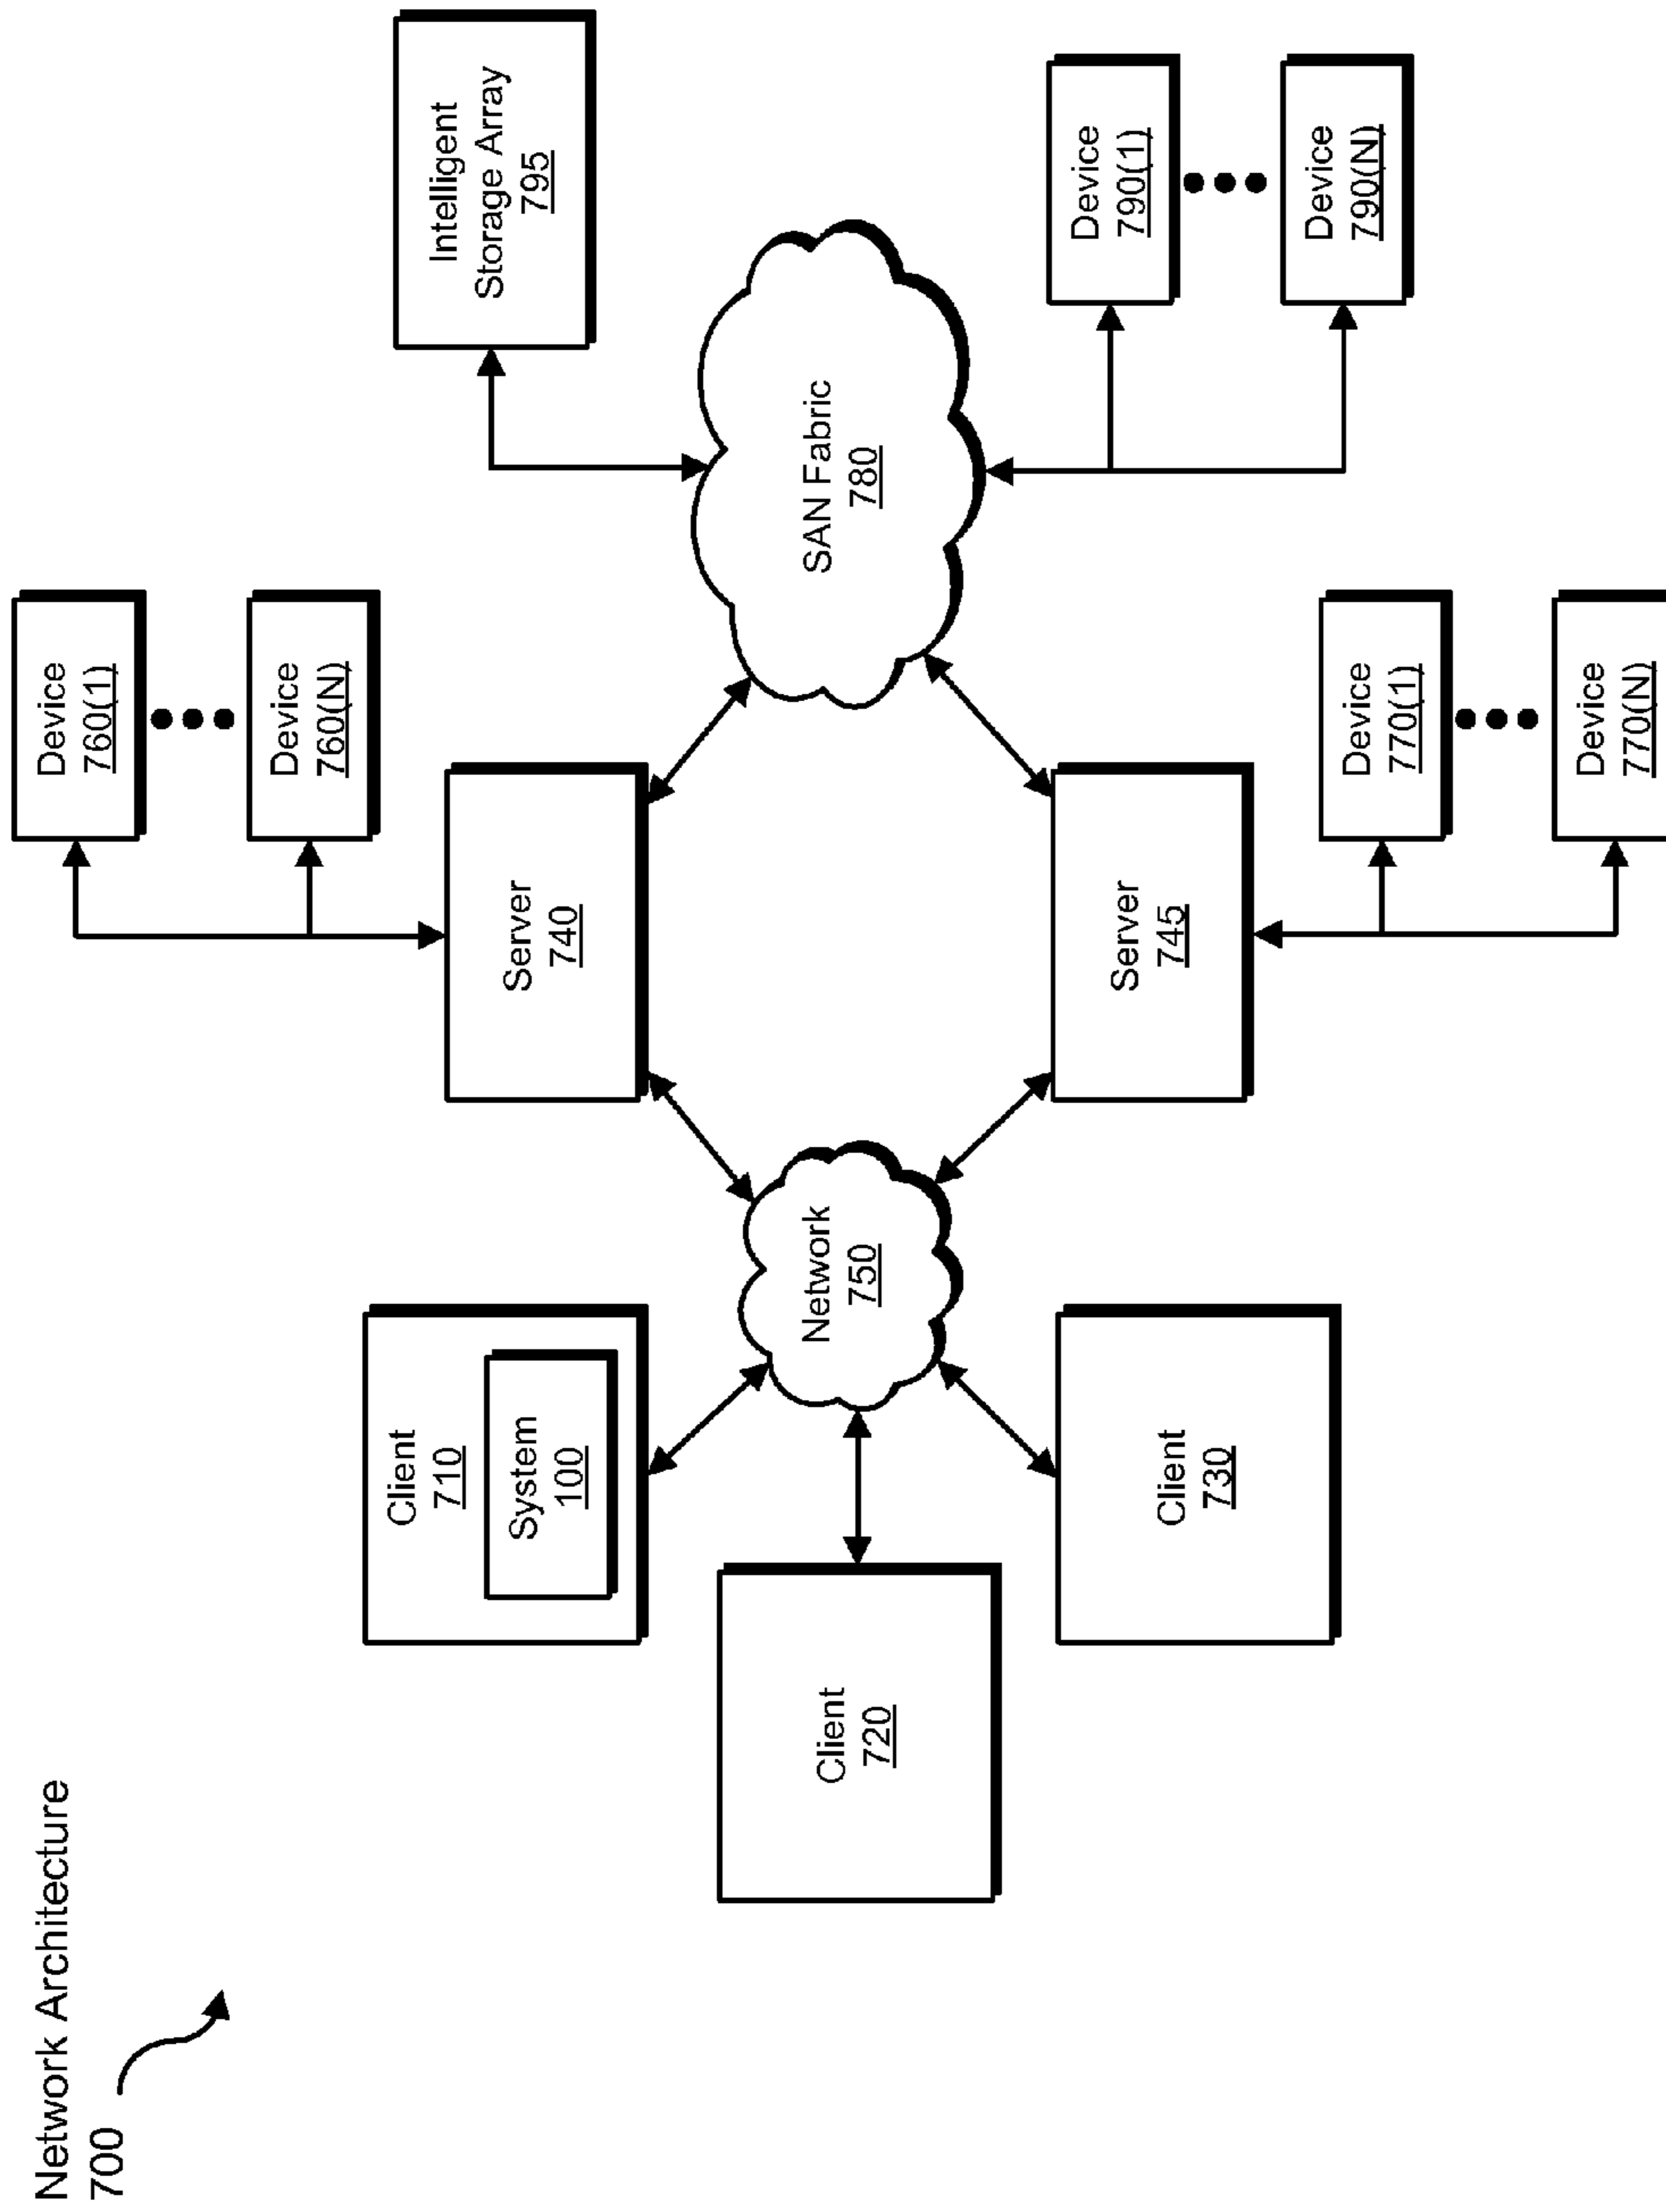 Network Architecture
700
Client
710
System
100
Client
720
Client
730
Network
750
Device
760(1)
Device
760(N)
Server
740
Server
745
Device
770(1)
Device
770(N)
SAN Fabric
780
Intelligent
Storage Array
795
Device
790(1)
Device
790(N)